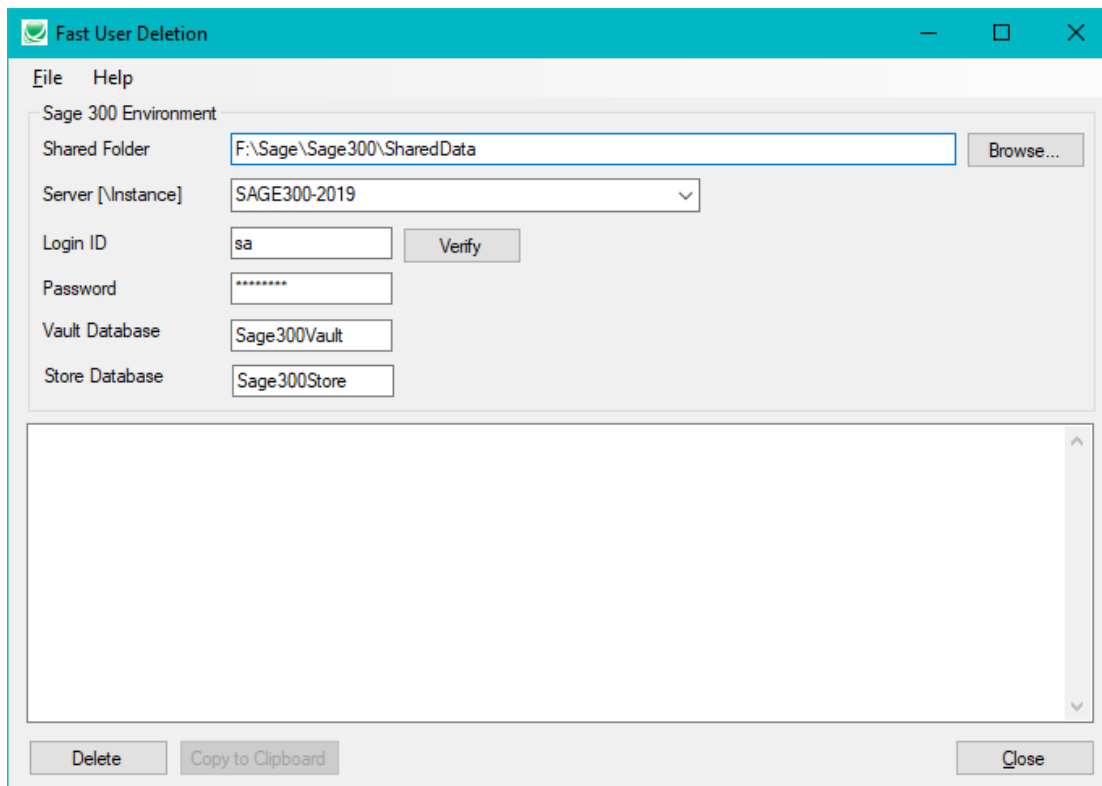 Fast User Deletion
File Help
Sage 300 Environment
Shared Folder F:\Sage\Sage300\SharedData Browse...
Server [\Instance] SAGE300-2019
Login ID sa Verify
Password ********
Vault Database Sage300Vault
Store Database Sage300Store
Delete Copy to Clipboard Close